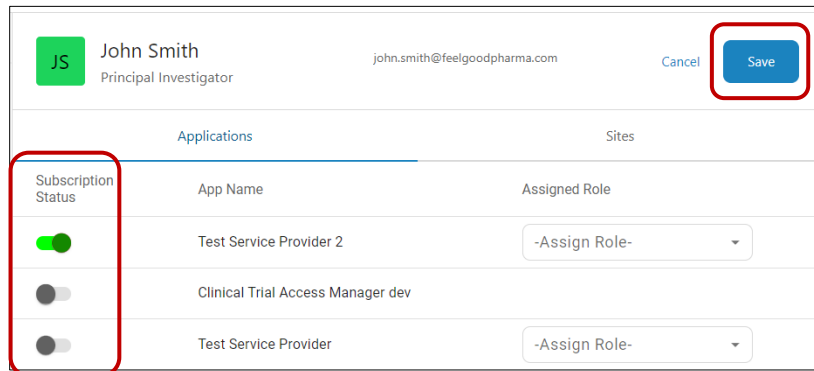 JS
John Smith
Principal Investigator
john.smith@feelgoodpharma.com
Cancel
Save
Applications
Sites
Subscription
Status
App Name
Assigned Role
Test Service Provider 2
-Assign Role-
Clinical Trial Access Manager dev
Test Service Provider
-Assign Role-